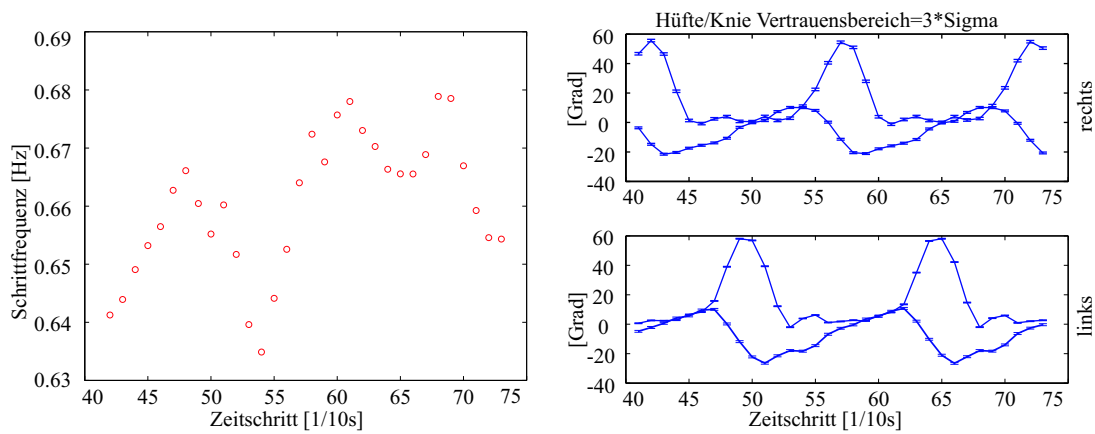 0.69
0.68
0.67
0.66
0.65
0.64
0.63
Schrittfrequenz [Hz]
40 45 50 55 60 65 70 75
Zeitschritt [1/10s]
Hüfte/Knie Vertrauensbereich=3*Sigma
60
40
20
0
-20
-40
[Grad]
rechts
40 45 50 55 60 65 70 75
60
40
20
0
-20
-40
[Grad]
links
40 45 50 55 60 65 70 75
Zeitschritt [1/10s]